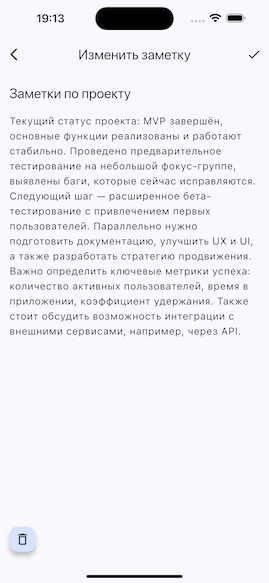 19:13
Изменить заметку
Заметки по проекту
Текущий статус проекта: MVP завершён,
основные функции реализованы и работают
стабильно. Проведено предварительное
тестирование на небольшой фокус-группе,
выявлены баги, которые сейчас исправляются.
Следующий шаг — расширенное бета-
тестирование с привлечением первых
пользователей. Параллельно нужно
подготовить документацию, улучшить UX и UI,
а также разработать стратегию продвижения.
Важно определить ключевые метрики успеха:
количество активных пользователей, время в
приложении, коэффициент удержания. Также
стоит обсудить возможность интеграции с
внешними сервисами, например, через API.